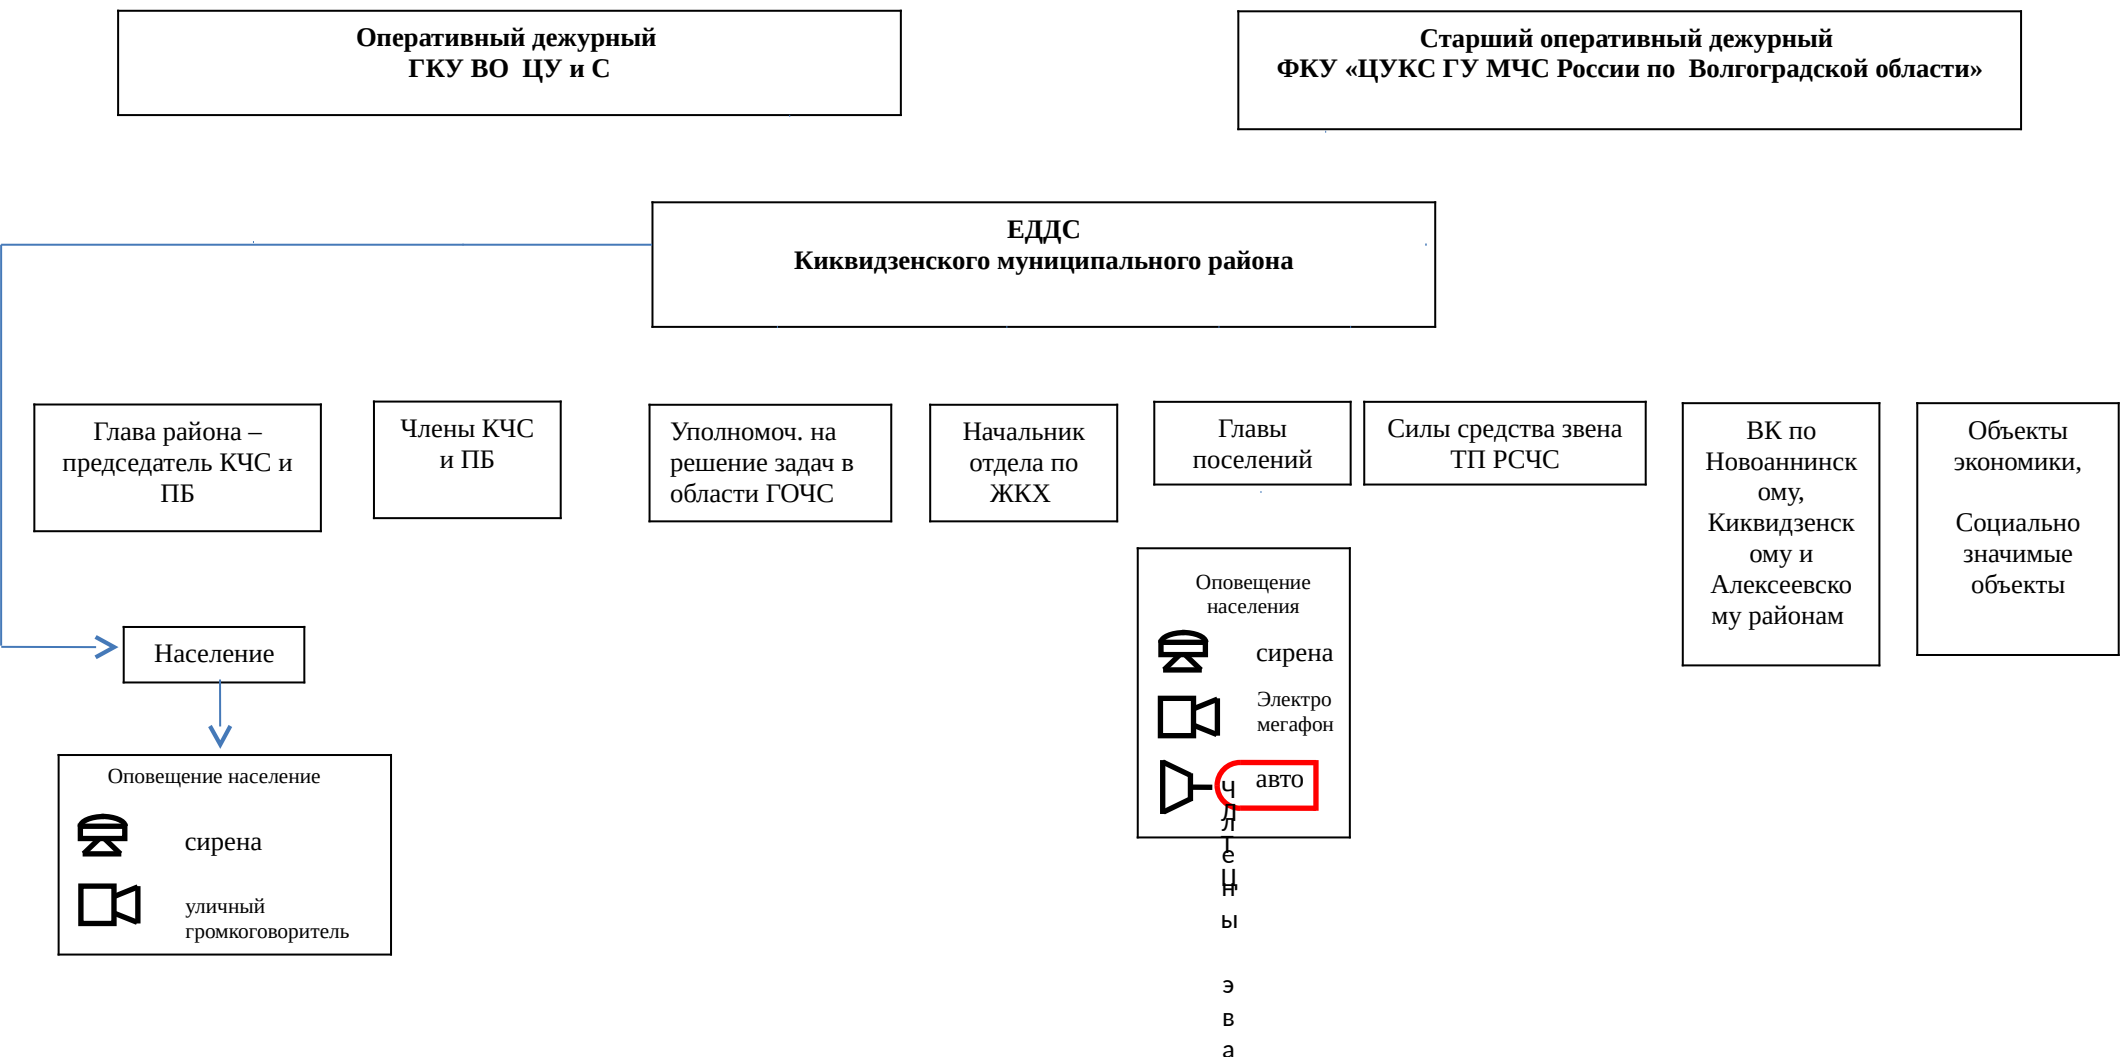 Оперативный дежурный
ГКУ ВО  ЦУ и С
Старший оперативный дежурный
ФКУ «ЦУКС ГУ МЧС России по  Волгоградской области»
ЕДДС
Киквидзенского муниципального района
Глава района –
председатель КЧС и
ПБ
Члены КЧС
и ПБ
Уполномоч. на
решение задач в
области ГОЧС
Начальник
отдела по
ЖКХ
Главы
поселений
Силы средства звена
ТП РСЧС
ВК по
Новоаннинск
ому,
Киквидзенск
ому и
Алексеевско
му районам
Объекты
экономики,
Социально
значимые
объекты
Оповещение
населения
сирена
Электро
мегафон
авто
Население
Оповещение население
сирена
уличный
громкоговоритель
ы
э
в
а